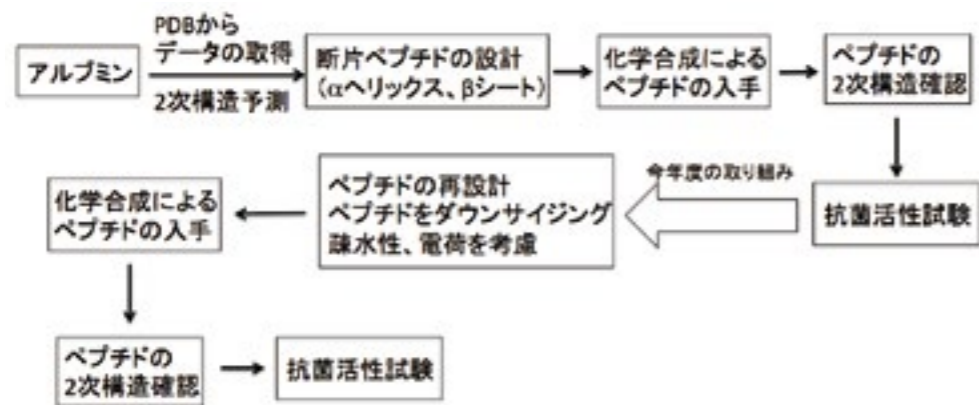 アルブミン
PDBから
データの取得
2次構造予測
断片ペプチドの設計
(αヘリックス、βシート)
化学合成による
ペプチドの入手
ペプチドの
2次構造確認
抗菌活性試験
今年度の取り組み
ペプチドの再設計
ペプチドをダウンサイジング
疎水性、電荷を考慮
化学合成による
ペプチドの入手
ペプチドの
2次構造確認
抗菌活性試験